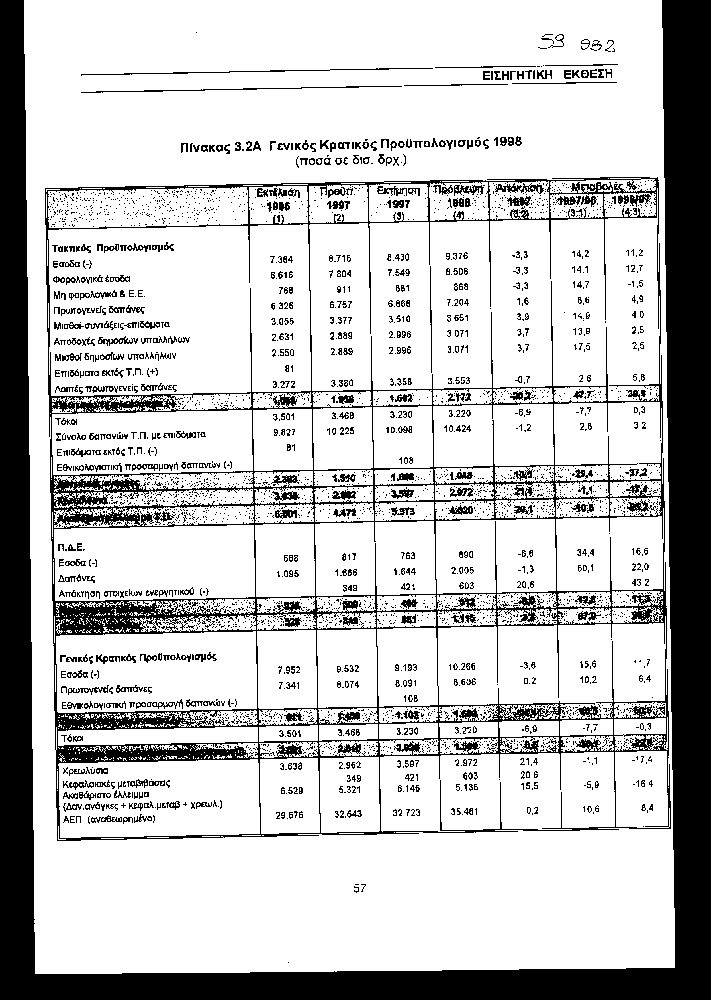 59 9B2
ΕΙΣΗΓΗΤΙΚΗ ΕΚΘΕΣΗ
Πίνακας 3.2Α Γενικός Κρατικός Προϋπολογισμός 1998
(ποσά σε δισ. δρχ.)
Εκτέλεση Προϋπ. Εκτίμηση Πρόβλεψη Απόκλιση Μεταβολές %
1996 1997 1997 1998 1997 1997/96 1998/97
(1) (2) (3) (4) (3:2) (3:1) (4:3)
Τακτικός Προϋπολογισμός
Εσοδα (-) 7.384 8.715 8.430 9.376 -3,3 14,2 11,2
Φορολογικά έσοδα 6.616 7.804 7.549 8.508 -3,3 14,1 12,7
Μη φορολογικά & Ε.Ε. 768 911 881 868 -3,3 14,7 -1,5
Πρωτογενείς δαπάνες 6.326 6.757 6.868 7.204 1,6 8,6 4,9
Μισθοί-συντάξεις-επιδόματα 3.055 3.377 3.510 3.651 3,9 14,9 4,0
Αποδοχές δημοσίων υπαλλήλων 2.631 2.889 2.996 3.071 3,7 13,9 2,5
Μισθοί δημοσίων υπαλλήλων 2.550 2.889 2.996 3.071 3,7 17,5 2,5
Επιδόματα εκτός Τ.Π. (+) 81
Λοιπές πρωτογενείς δαπάνες 3.272 3.380 3.358 3.553 -0,7 2,6 5,8
Πρωτογενές πλεόνασμα (-) 1.058 1.958 1.562 2.172 -20,2 47,7 39,1
Τόκοι 3.501 3.468 3.230 3.220 -6,9 -7,7 -0,3
Σύνολο δαπανών Τ.Π. με επιδόματα 9.827 10.225 10.098 10.424 -1,2 2,8 3,2
Επιδόματα εκτός Τ.Π. (-) 81
Εθνικολογιστική προσαρμογή δαπανών (-) 108
Δανειακές ανάγκες 2.363 1.510 1.668 1.048 10,5 -29,4 -37,2
Χρεωλύσια 3.638 2.962 3.597 2.972 21,4 -1,1 -17,4
Ακαθάριστο έλλειμμα Τ.Π. 6.001 4.472 5.373 4.020 20,1 -10,5 -25,2
Π.Δ.Ε.
Εσοδα (-) 568 817 763 890 -6,6 34,4 16,6
Δαπάνες 1.095 1.666 1.644 2.005 -1,3 50,1 22,0
Απόκτηση στοιχείων ενεργητικού (-) 349 421 603 20,6 43,2
Πρωτογενές έλλειμμα 528 500 460 512 -8,0 -12,8 11,3
Δανειακές ανάγκες 528 849 881 1.115 3,8 67,0 26,6
Γενικός Κρατικός Προϋπολογισμός
Εσοδα (-) 7.952 9.532 9.193 10.266 -3,6 15,6 11,7
Πρωτογενείς δαπάνες 7.341 8.074 8.091 8.606 0,2 10,2 6,4
Εθνικολογιστική προσαρμογή δαπανών (-) 108
Πρωτογενές πλεόνασμα (-) 611 1.458 1.102 1.660 -24,4 80,5 50,6
Τόκοι 3.501 3.468 3.230 3.220 -6,9 -7,7 -0,3
2.891 2.010 2.020 1.560 0,5 -30,1 -22,8
Χρεωλύσια 3.638 2.962 3.597 2.972 21,4 -1,1 -17,4
Κεφαλαιακές μεταβιβάσεις 349 421 603 20,6
Ακαθάριστο έλλειμμα 6.529 5.321 6.146 5.135 15,5 -5,9 -16,4
(Δαν.ανάγκες + κεφαλ.μεταβ + χρεωλ.)
ΑΕΠ (αναθεωρημένο) 29.576 32.643 32.723 35.461 0,2 10,6 8,4
57